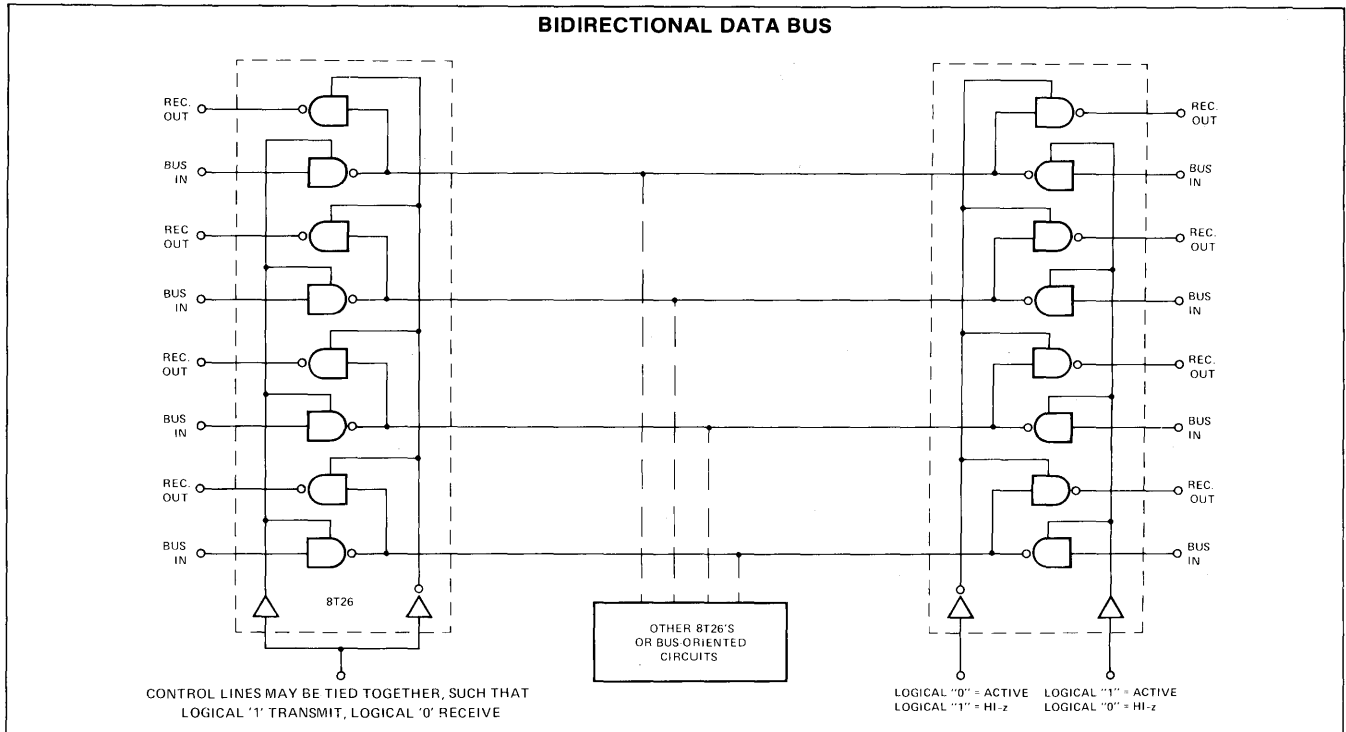 BIDIRECTIONAL DATA BUS
REC.
OUT
BUS
IN
REC
OUT
BUS
IN
REC.
OUT
BUS
IN
REC.
OUT
BUS
IN
8T26
CONTROL LINES MAY BE TIED TOGETHER, SUCH THAT
LOGICAL '1' TRANSMIT, LOGICAL '0' RECEIVE
OTHER 8T26'S
OR BUS-ORIENTED
CIRCUITS
REC.
OUT
BUS
IN
REC.
OUT
BUS
IN
REC.
OUT
BUS
IN
REC.
OUT
BUS
IN
LOGICAL "0" = ACTIVE
LOGICAL "1" = HI-z
LOGICAL "1" = ACTIVE
LOGICAL "0" = HI-z